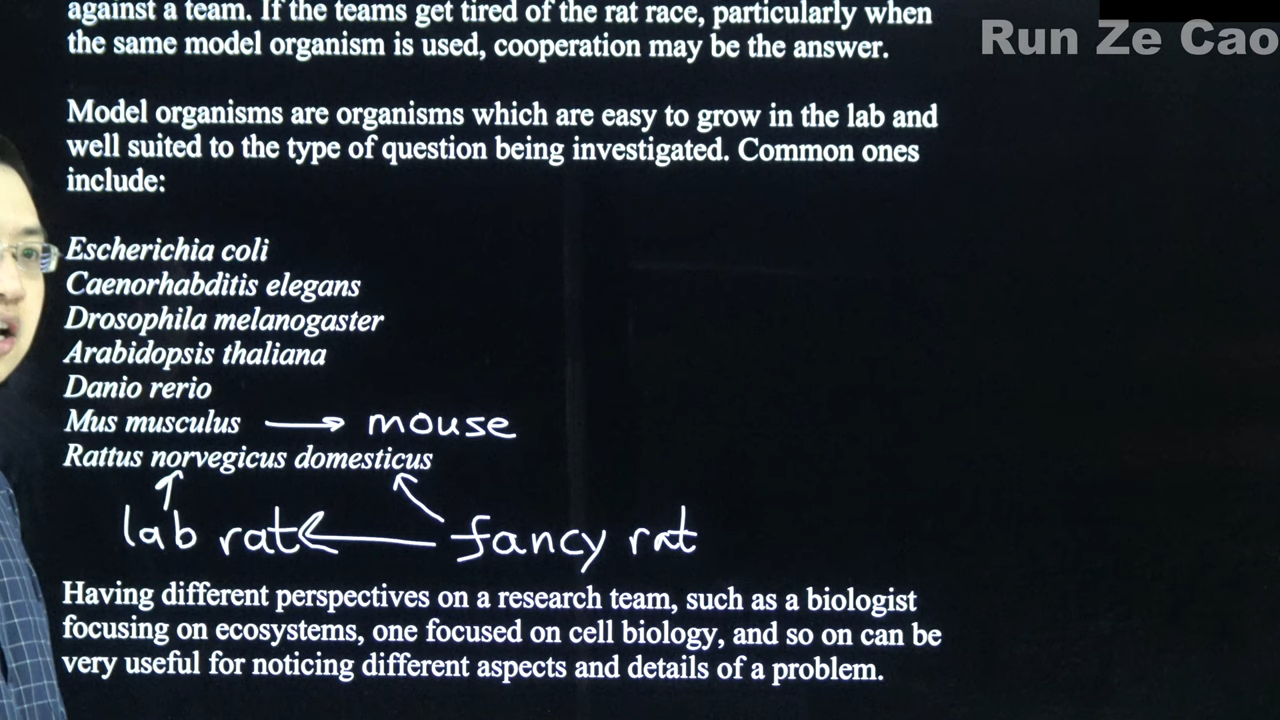 against a team. If the teams get tired of the rat race, particularly when
Run Ze Cao
the same model organism is used, cooperation may be the answer.
Model organisms are organisms which are easy to grow in the lab and
well suited to the type of question being investigated. Common ones
include:
Escherichia coli
Caenorhabditis elegans
Drosophila melanogaster
Arabidopsis thaliana
Danio rerio
Mus musculus → mouse
Rattus norvegicus domesticus
lab rat ← fancy rat
Having different perspectives on a research team, such as a biologist
focusing on ecosystems, one focused on cell biology, and so on can be
very useful for noticing different aspects and details of a problem.